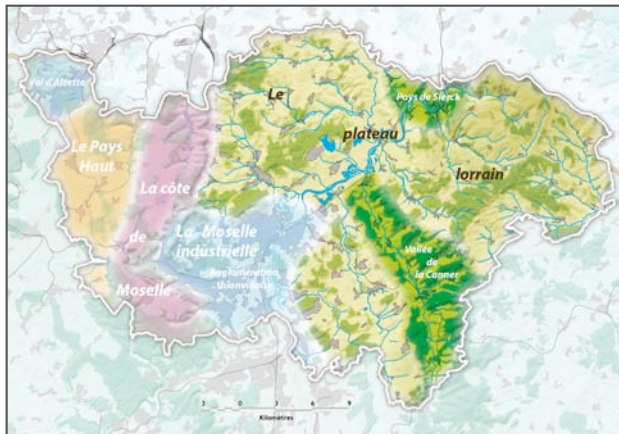 Val d'Alzette
Le Pays
Haut
La côte
de
Moselle
La Moselle
industrielle
Agglomération
thionvilloise
Le
plateau
lorrain
Pays de Sierck
Vallée
de
la Canner
3 0 3 6 9
Kilomètres